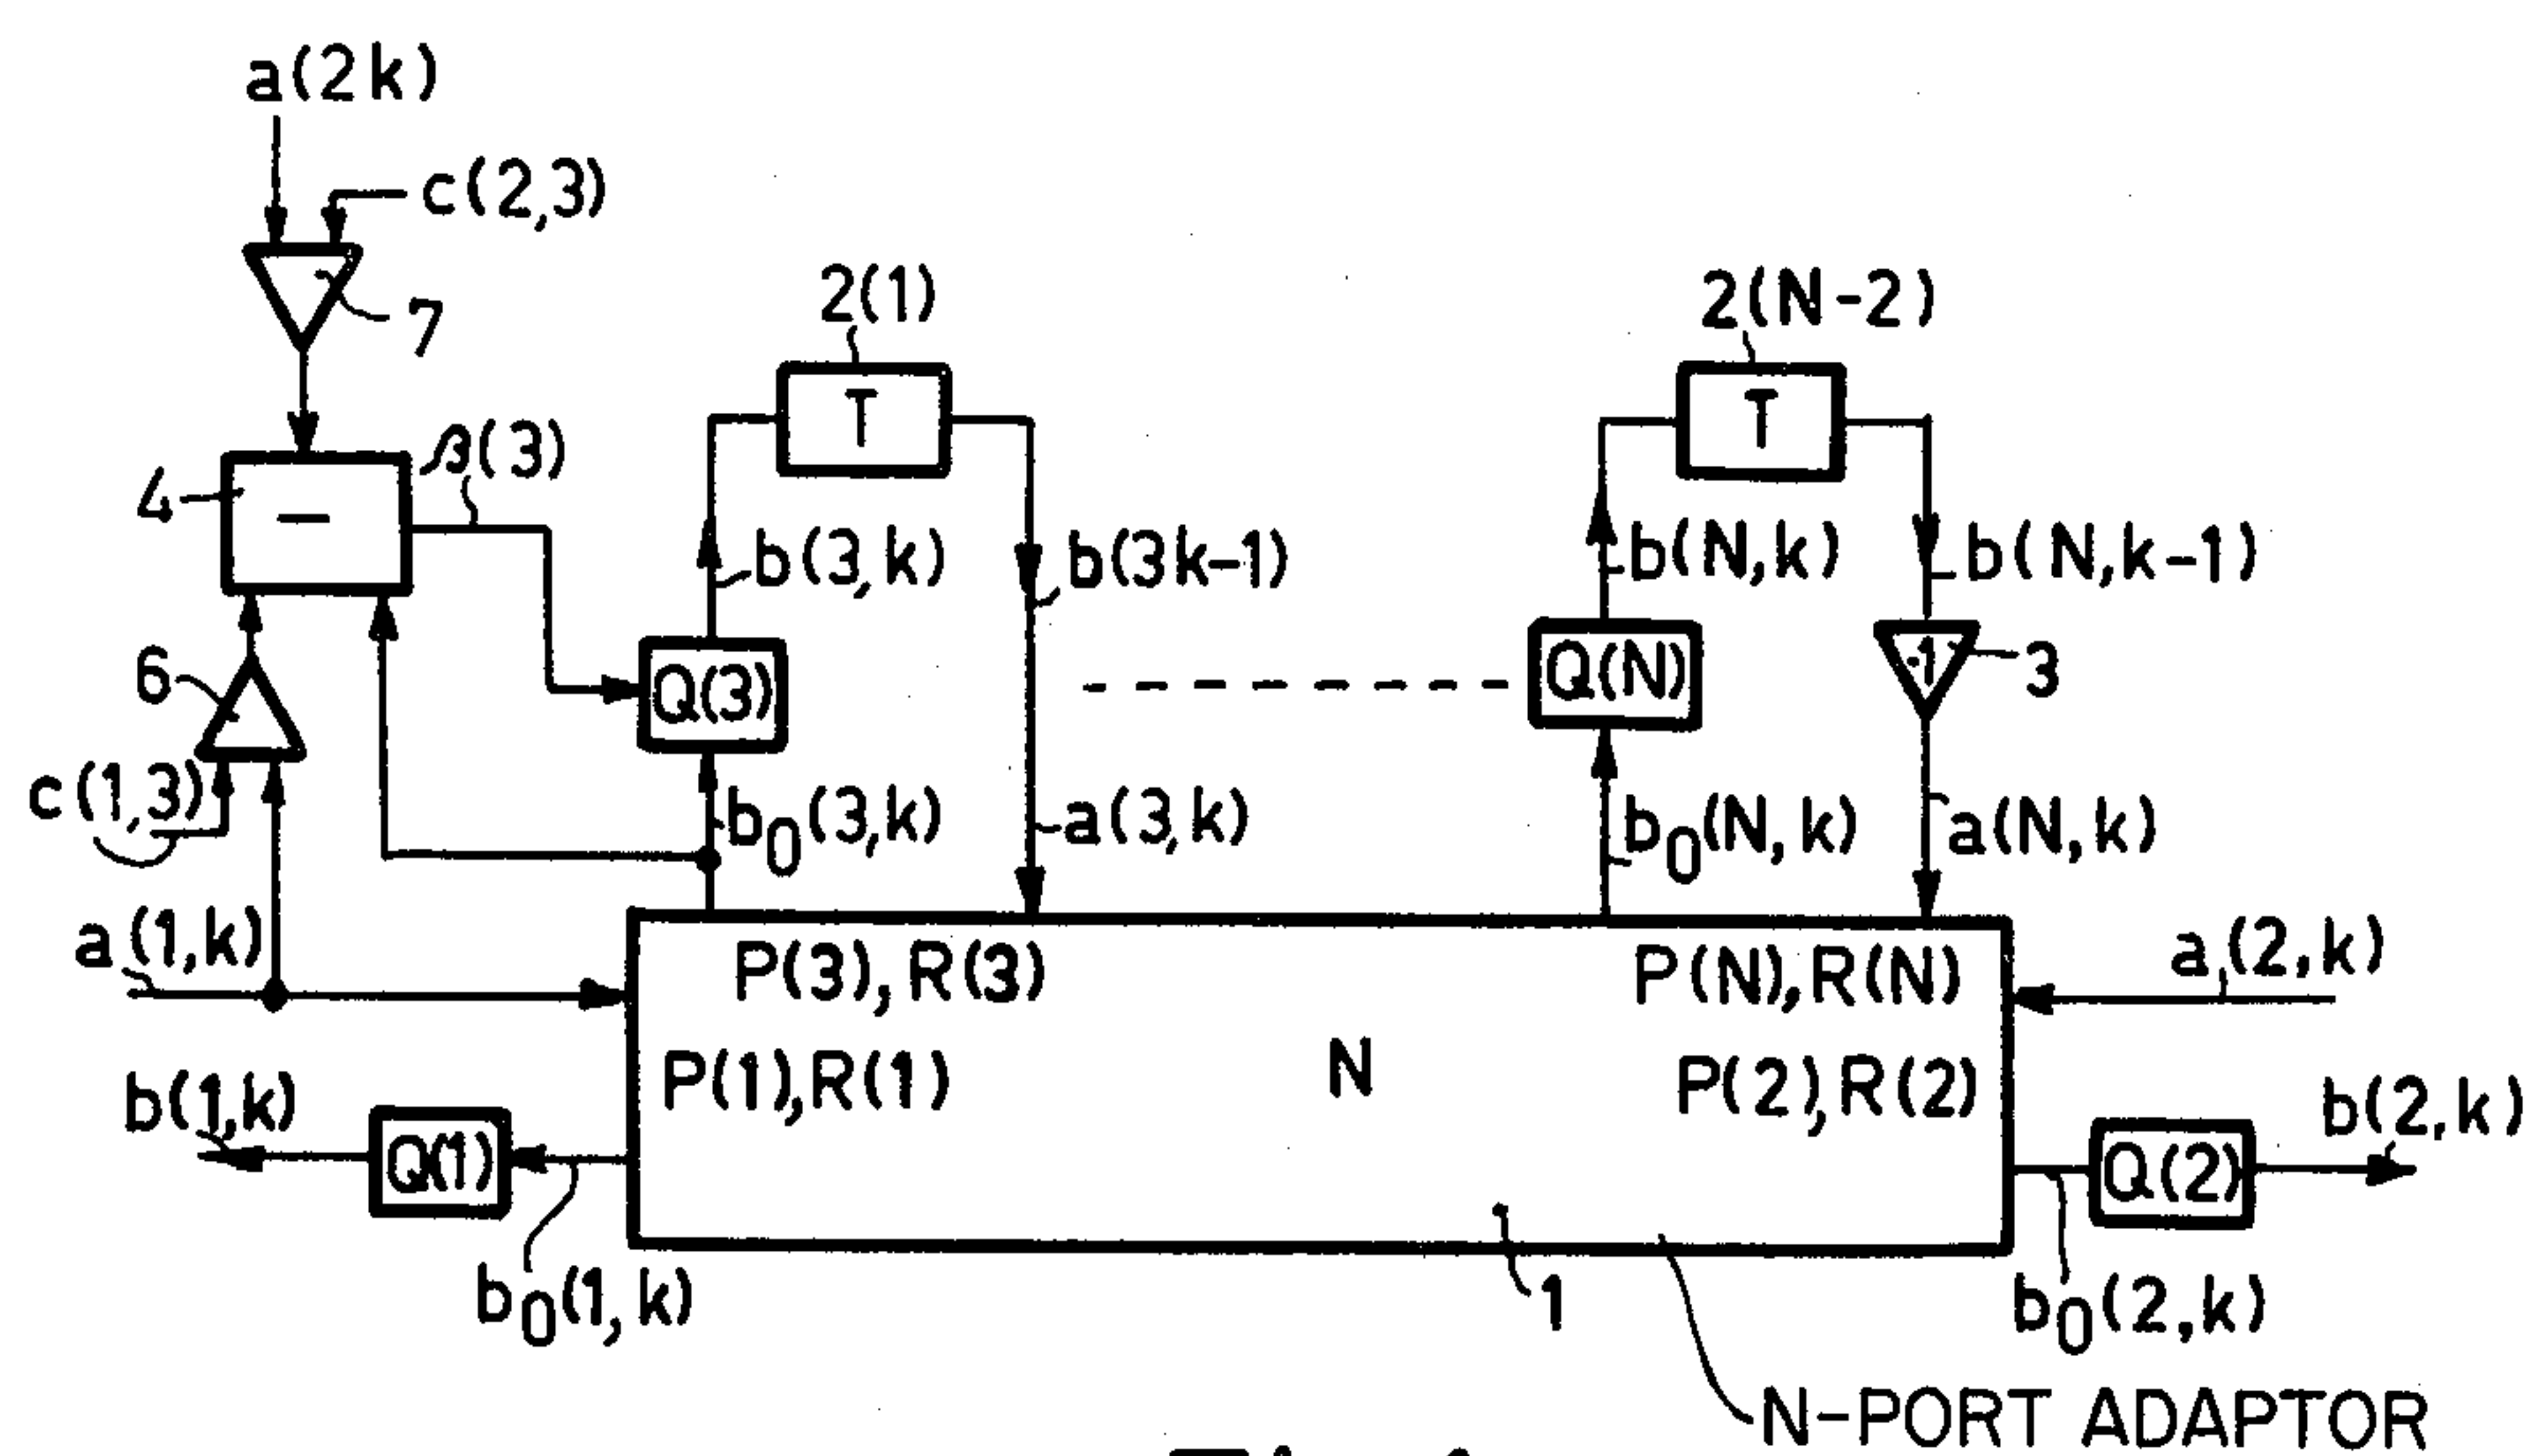 a(2k)
c(2,3)
7
2(1)
2(N-2)
T
T
β(3)
4
−
b(3,k)
b(3k-1)
b(N,k)
b(N,k-1)
6
Q(3)
Q(N)
-1
3
c(1,3)
b0(3,k)
a(3,k)
b0(N,k)
a(N,k)
a(1,k)
P(3),R(3)
P(N),R(N)
a(2,k)
P(1),R(1)
N
P(2),R(2)
b(1,k)
Q(1)
b(2,k)
Q(2)
b0(1,k)
1
b0(2,k)
N-PORT ADAPTOR